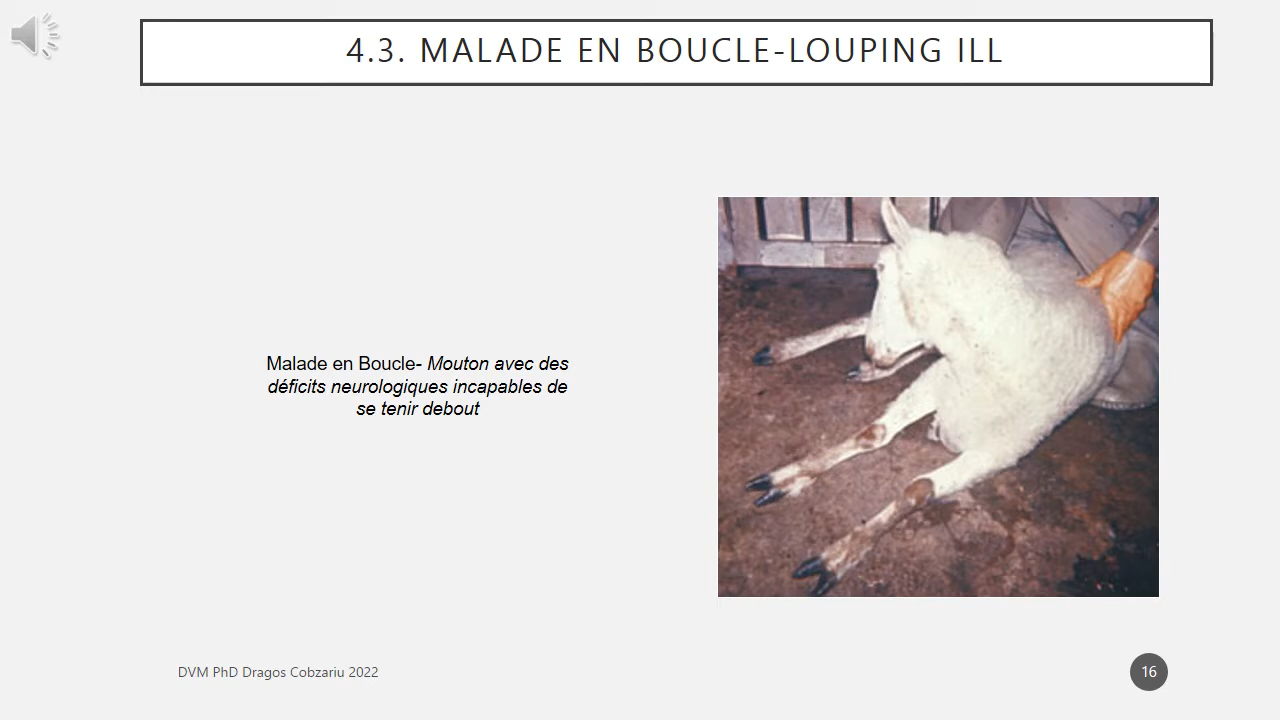 4.3. MALADE EN BOUCLE-LOUPING ILL
Malade en Boucle- Mouton avec des
déficits neurologiques incapables de
se tenir debout
DVM PhD Dragos Cobzariu 2022
16